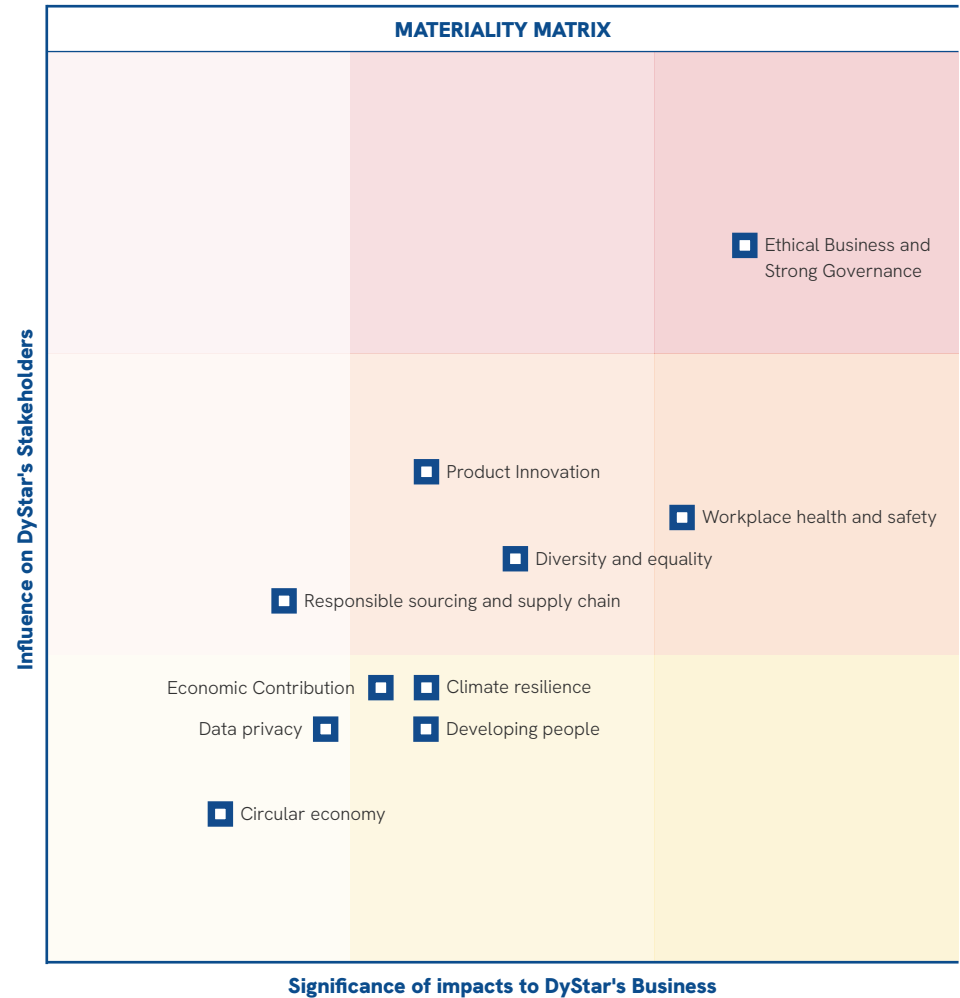 MATERIALITY MATRIX
Influence on DyStar's Stakeholders
Ethical Business and
Strong Governance
Product Innovation
Workplace health and safety
Diversity and equality
Responsible sourcing and supply chain
Economic Contribution
Climate resilience
Data privacy
Developing people
Circular economy
Significance of impacts to DyStar's Business